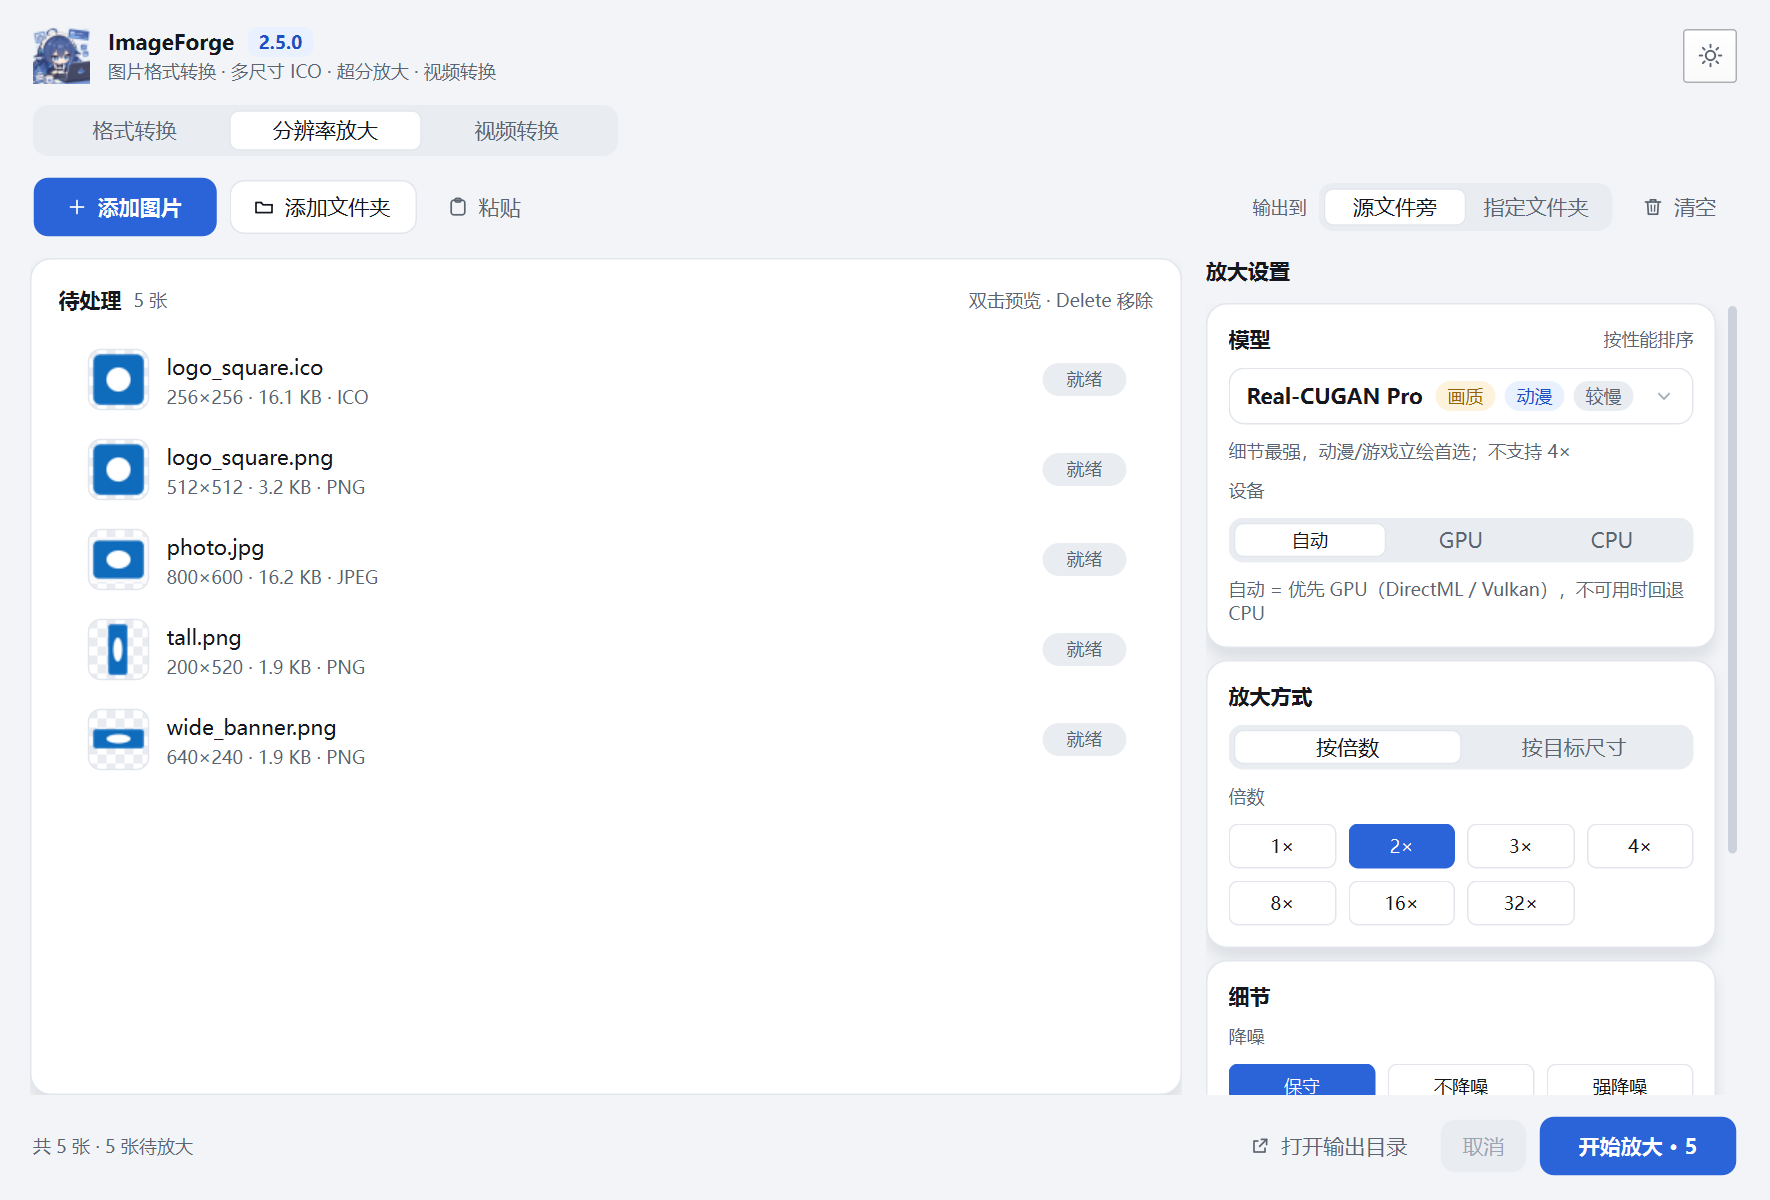 ImageForge 2.5.0
图片格式转换 · 多尺寸 ICO · 超分放大 · 视频转换
格式转换 分辨率放大 视频转换
添加图片 添加文件夹 粘贴 输出到 源文件旁 指定文件夹 清空
待处理 5 张 双击预览 · Delete 移除
logo_square.ico
256×256 · 16.1 KB · ICO
就绪
logo_square.png
512×512 · 3.2 KB · PNG
就绪
photo.jpg
800×600 · 16.2 KB · JPEG
就绪
tall.png
200×520 · 1.9 KB · PNG
就绪
wide_banner.png
640×240 · 1.9 KB · PNG
就绪
放大设置
模型 按性能排序
Real-CUGAN Pro 画质 动漫 较慢
细节最强，动漫/游戏立绘首选；不支持 4×
设备
自动 GPU CPU
自动 = 优先 GPU（DirectML / Vulkan），不可用时回退
CPU
放大方式
按倍数 按目标尺寸
倍数
1× 2× 3× 4×
8× 16× 32×
细节
降噪
保守 不降噪 强降噪
共 5 张 · 5 张待放大 打开输出目录 取消 开始放大 • 5